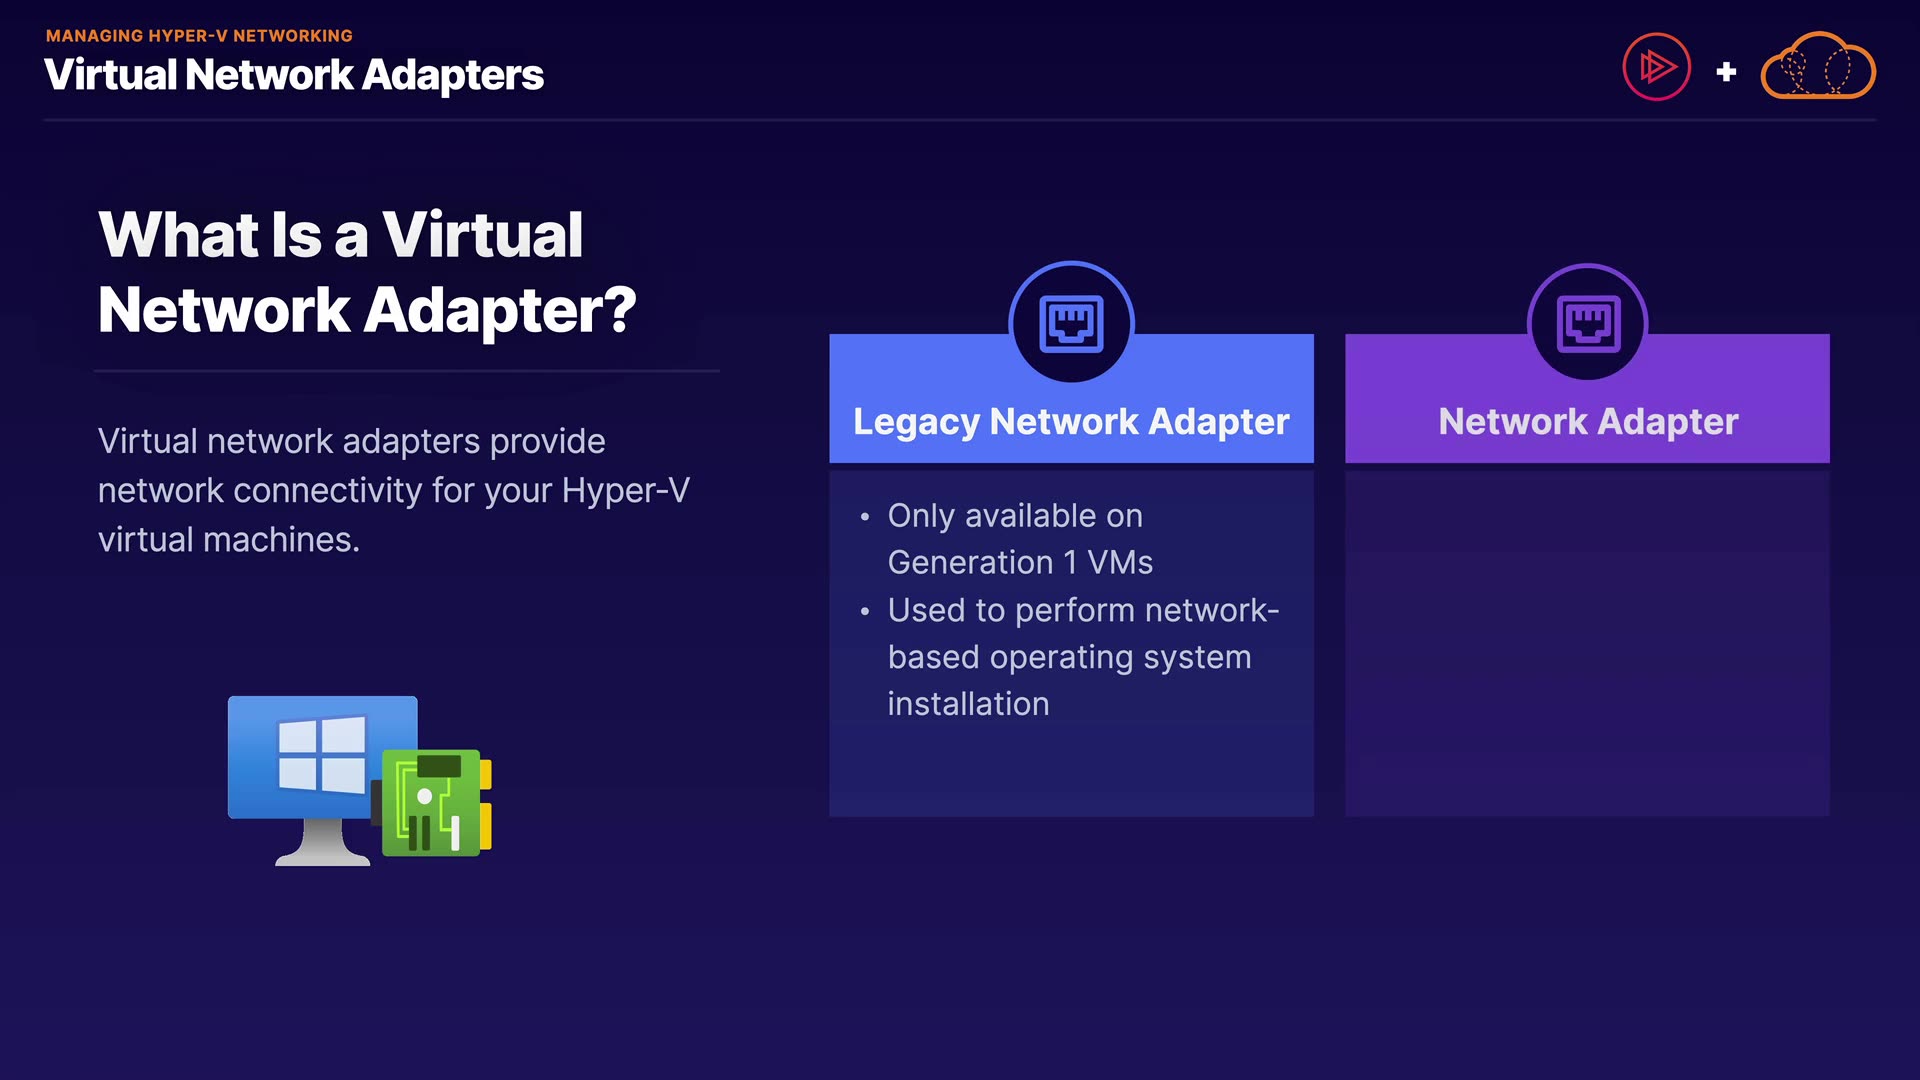 MANAGING HYPER-V NETWORKING
Virtual Network Adapters
What Is a Virtual
Network Adapter?
Virtual network adapters provide
network connectivity for your Hyper-V
virtual machines.
Legacy Network Adapter
• Only available on
Generation 1 VMs
• Used to perform network-
based operating system
installation
Network Adapter